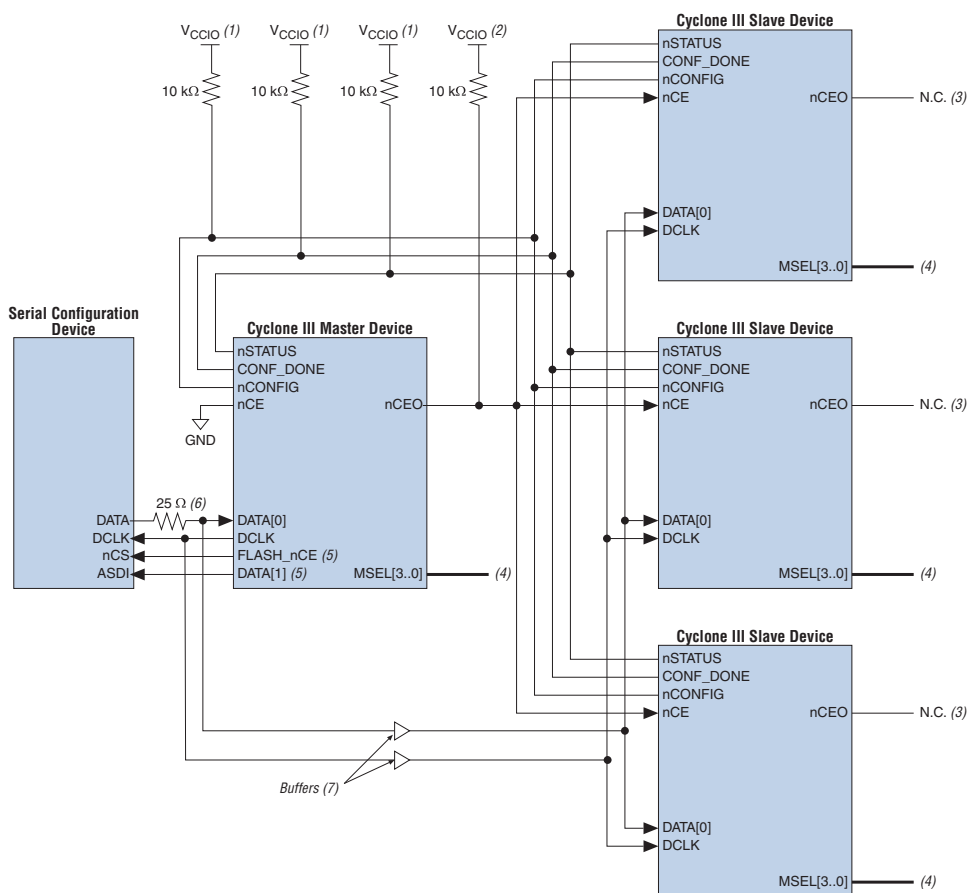 VCCIO (1) VCCIO (1) VCCIO (1) VCCIO (2)
10 kΩ 10 kΩ 10 kΩ 10 kΩ
Cyclone III Slave Device
nSTATUS
CONF_DONE
nCONFIG
nCE nCEO N.C. (3)
DATA[0]
DCLK
MSEL[3..0] (4)
Serial Configuration
Device
DATA
DCLK
nCS
ASDI
25 Ω (6)
Cyclone III Master Device
nSTATUS
CONF_DONE
nCONFIG
nCE nCEO
GND
DATA[0]
DCLK
FLASH_nCE (5)
DATA[1] (5) MSEL[3..0] (4)
Cyclone III Slave Device
nSTATUS
CONF_DONE
nCONFIG
nCE nCEO N.C. (3)
DATA[0]
DCLK
MSEL[3..0] (4)
Cyclone III Slave Device
nSTATUS
CONF_DONE
nCONFIG
nCE nCEO N.C. (3)
Buffers (7)
DATA[0]
DCLK
MSEL[3..0] (4)